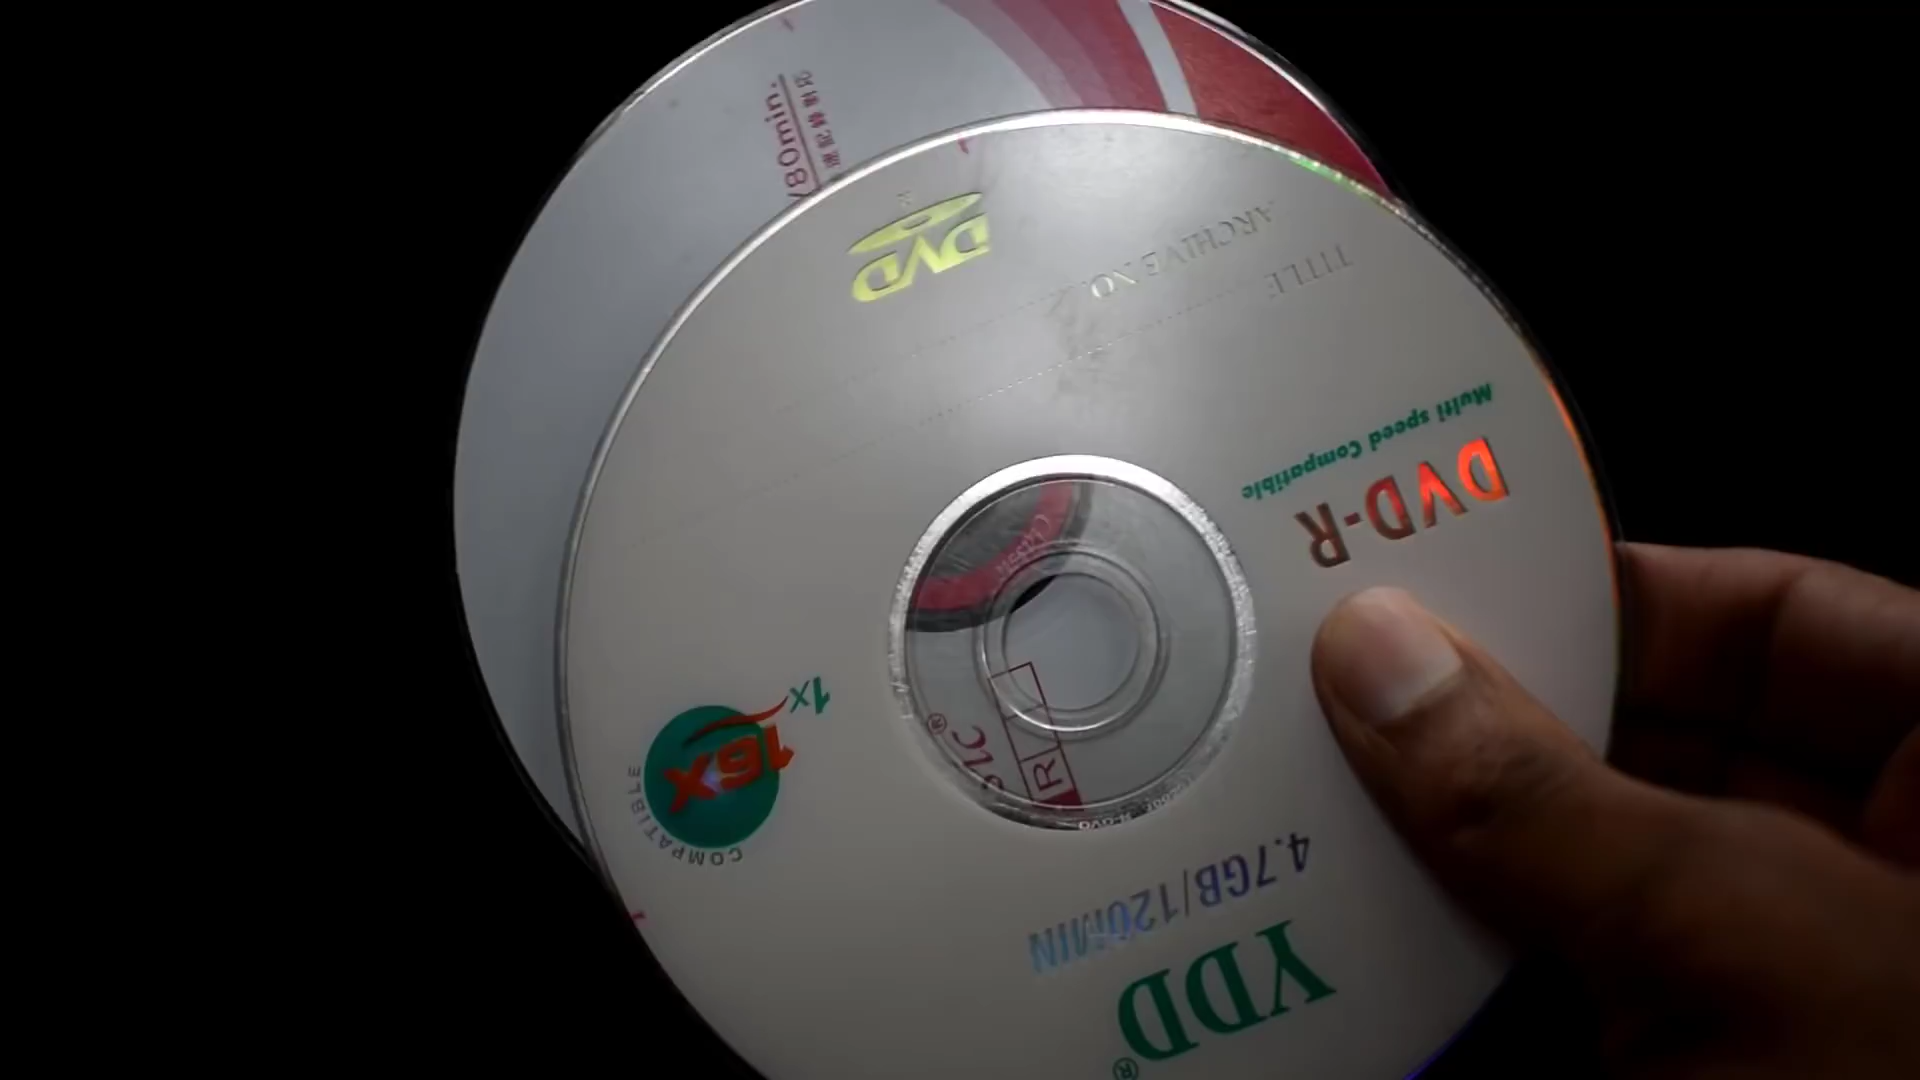 YDD®
4.7GB/120MIN
DVD-R
Multi speed Compatible
1x
16x
COMPATIBLE
TITLE
ARCHIVE NO.
DVD
R
/80min.
R